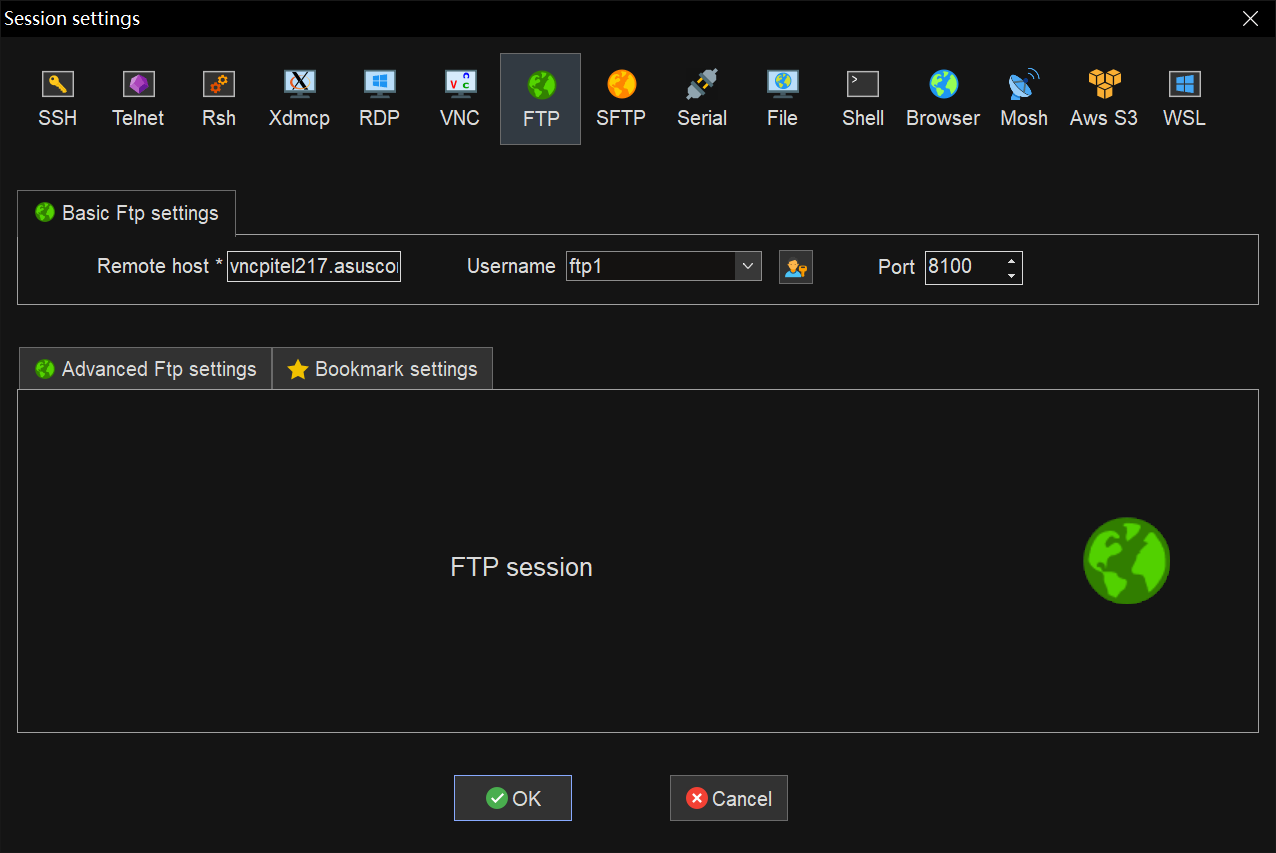 Session settings
SSH Telnet Rsh Xdmcp RDP VNC FTP SFTP Serial File Shell Browser Mosh Aws S3 WSL
Basic Ftp settings
Remote host * vncpitel217.asusco Username ftp1 Port 8100
Advanced Ftp settings Bookmark settings
FTP session
OK Cancel